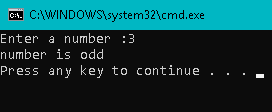 C:\WINDOWS\system32\cmd.exe
Enter a number :3
number is odd
Press any key to continue . . .